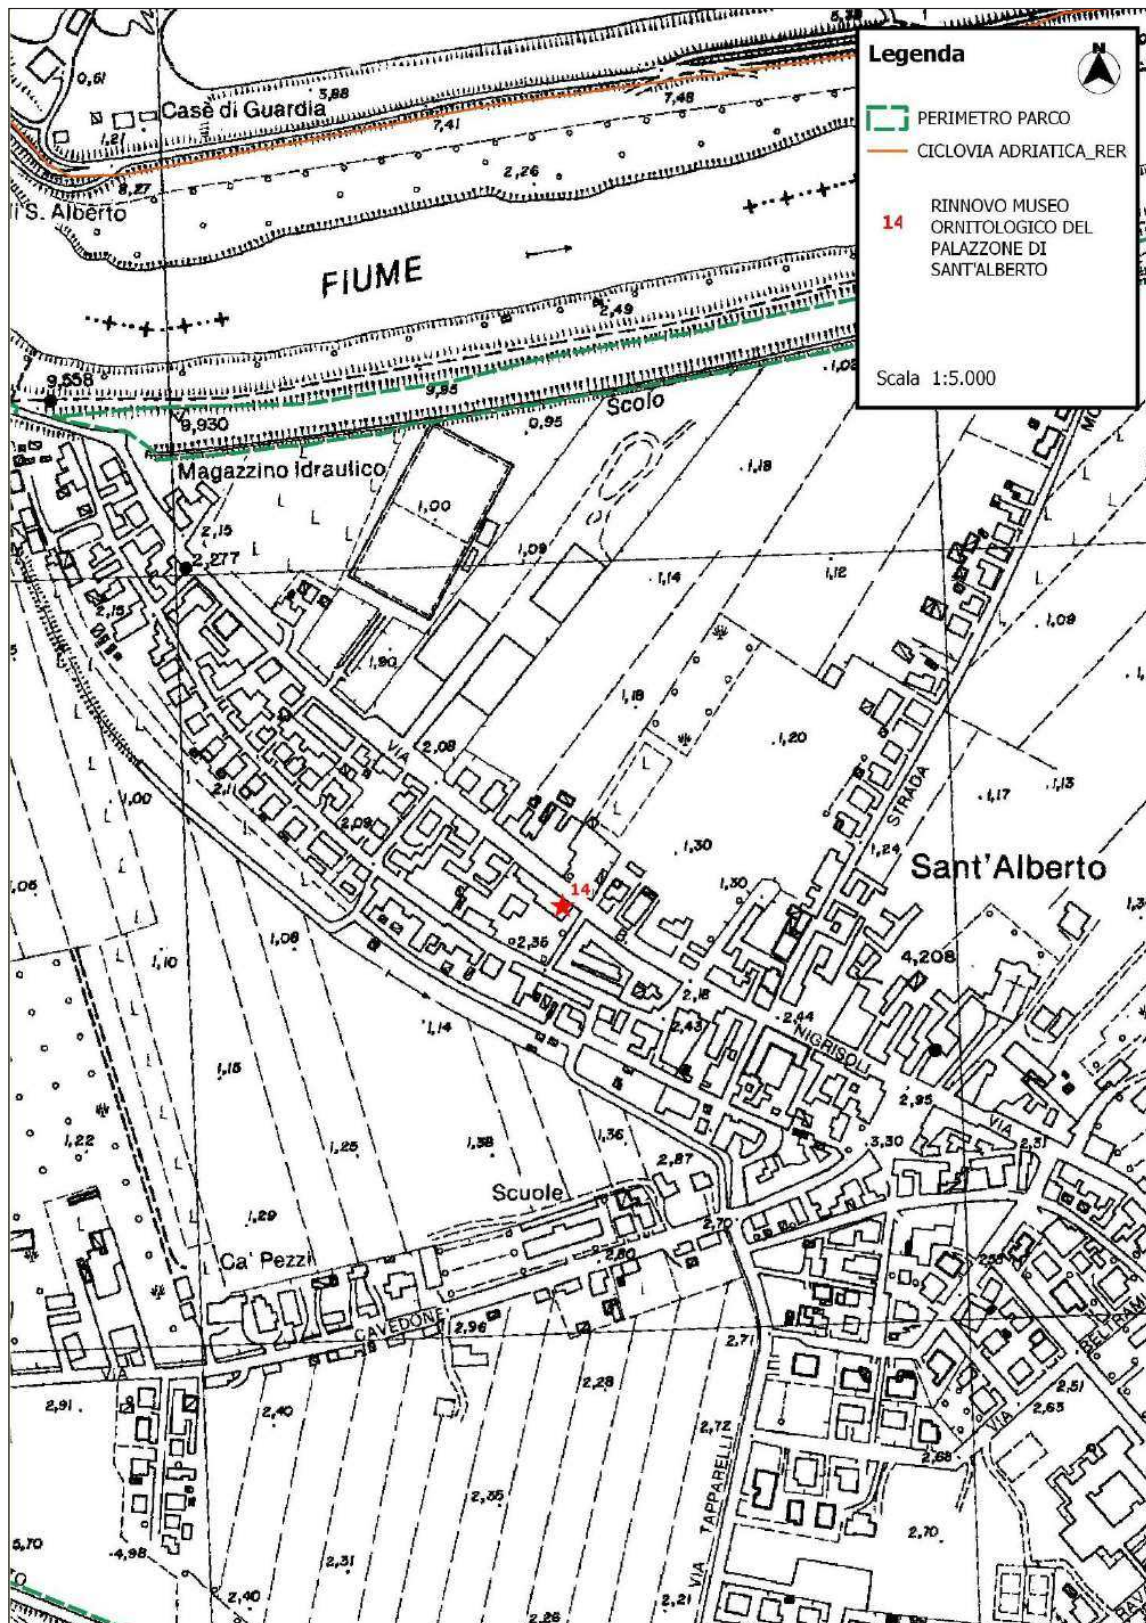 5,38
Legenda
N
0,61
3,88
7,48
Case di Guardia
PERIMETRO PARCO
1,21
7,41
CICLOVIA ADRIATICA_RER
8,27
2,26
S. Alberto
14
RINNOVO MUSEO
ORNITOLOGICO DEL
PALAZZONE DI
SANT'ALBERTO
FIUME
2,49
Scala 1:5.000
9,558
9,85
9,930
Scolo
0,95
Magazzino Idraulico
1,18
1,00
2,15
1,09
2,277
1,14
1,12
2,15
1,09
1,90
1,18
VIA
2,08
1,20
STRADA
1,17
1,13
1,00
2,11
2,09
1,30
1,24
Sant'Alberto
1,06
14
1,30
2,35
1,08
1,10
4,208
2,18
1,14
2,43
2,44
NIGRISOLI
1,15
2,95
VIA
1,22
1,25
1,38
1,36
3,30
2,31
2,87
Scuole
1,29
2,70
Ca' Pezzi
2,80
CAVEDONE
2,96
2,71
VIA
2,28
2,51
2,91
2,40
2,72
VIA
2,63
2,68
TAPPARELLI
2,35
5,70
4,98
2,31
2,70
VIA
2,40
2,26
2,21